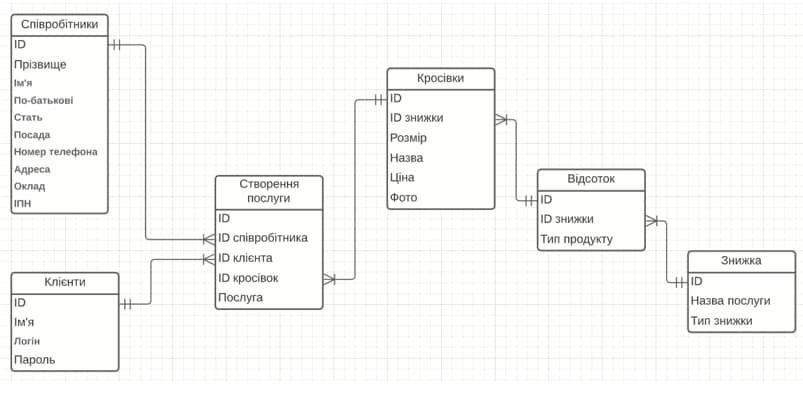 Співробітники
ID
Прізвище
Ім'я
По-батькові
Стать
Посада
Номер телефона
Адреса
Оклад
ІПН
Клієнти
ID
Ім'я
Логін
Пароль
Створення
послуги
ID
ID співробітника
ID клієнта
ID кросівок
Послуга
Кросівки
ID
ID знижки
Розмір
Назва
Ціна
Фото
Відсоток
ID
ID знижки
Тип продукту
Знижка
ID
Назва послуги
Тип знижки